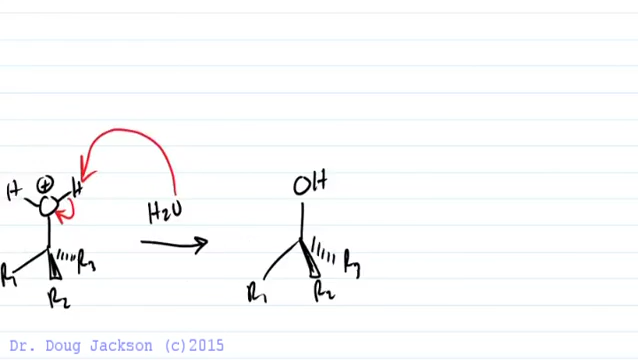 OH
H ⊕ H
O
H2O
R1 R2 R3
R1 R2 R3
Dr. Doug Jackson (c)2015